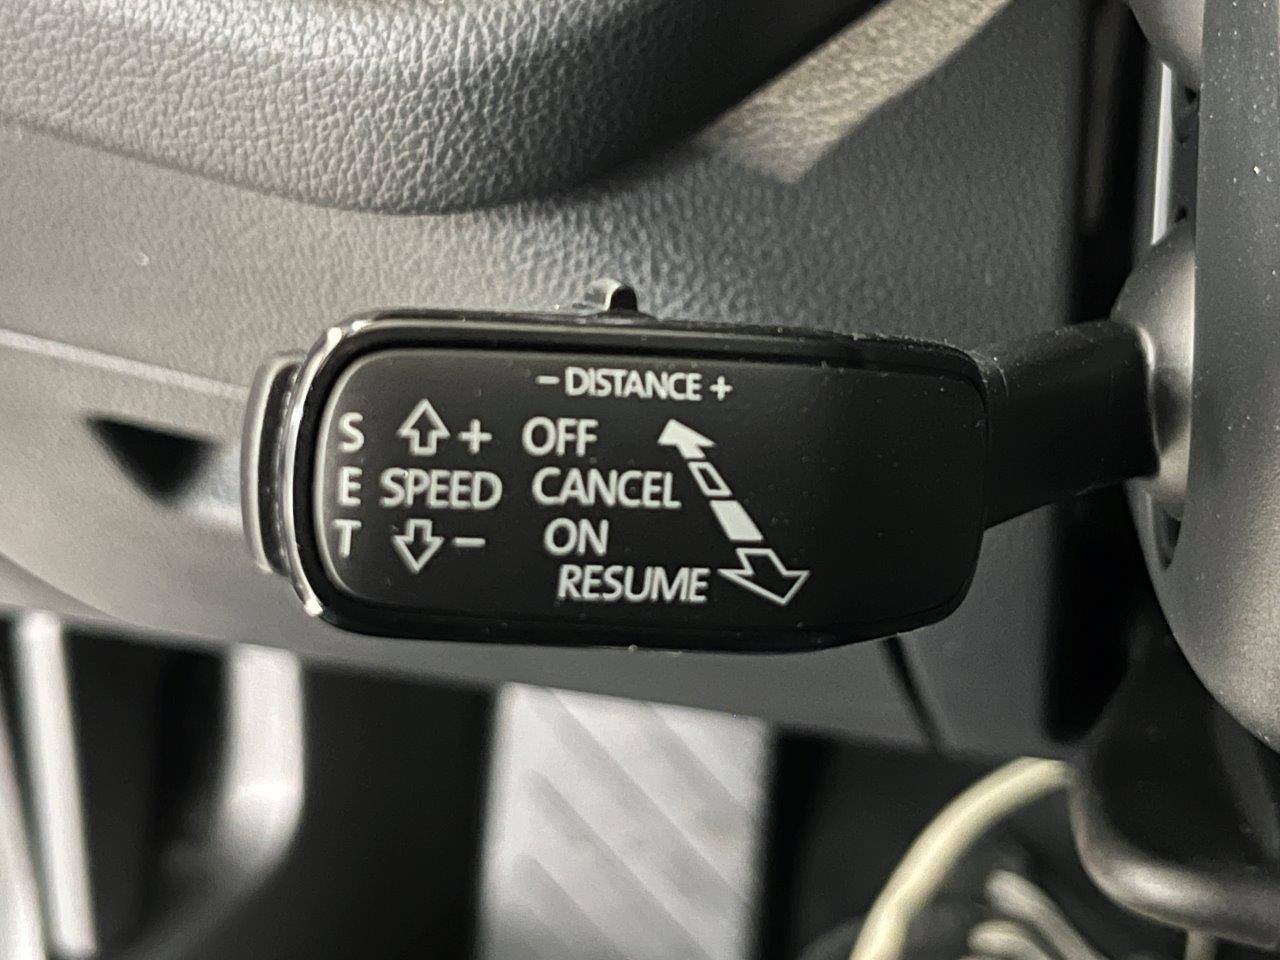 − DISTANCE +
S + OFF
E SPEED CANCEL
T − ON
RESUME